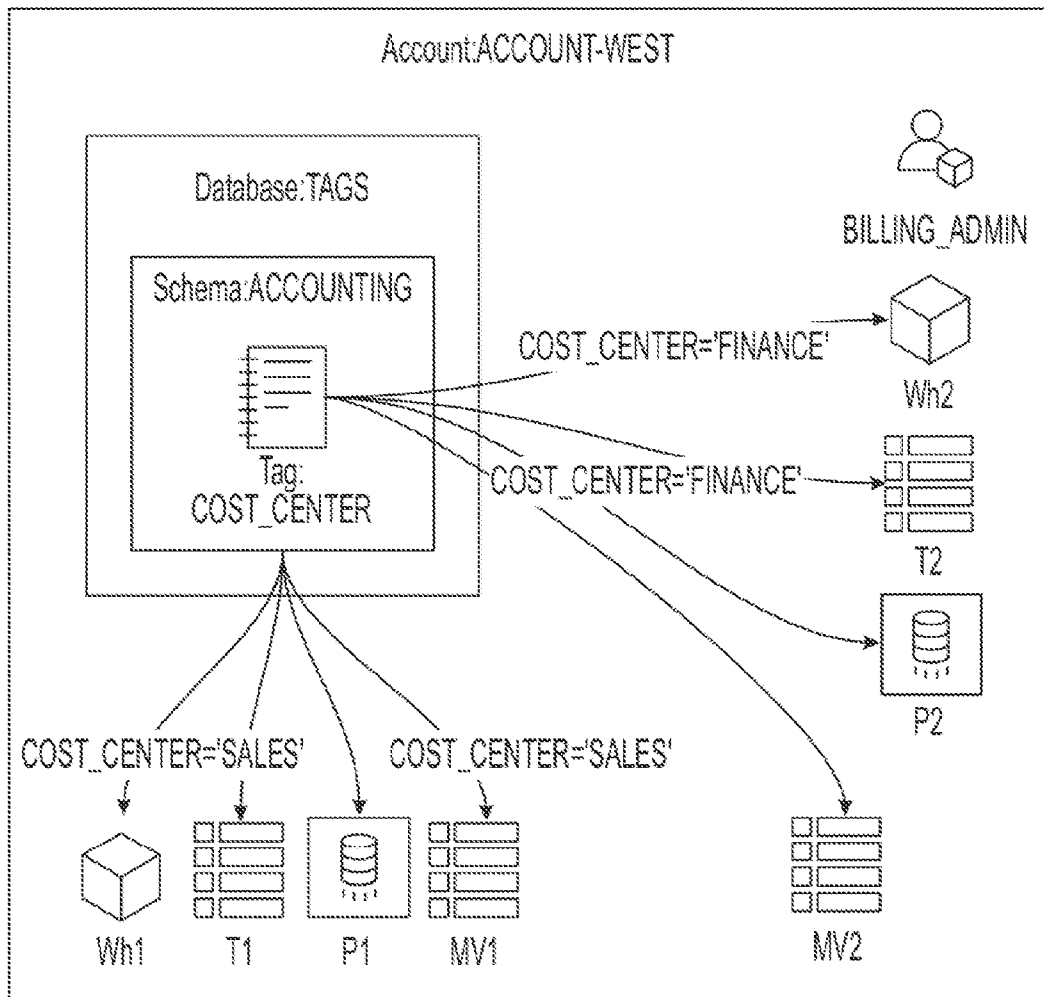 Account:ACCOUNT-WEST
Database:TAGS
BILLING_ADMIN
Schema:ACCOUNTING
COST_CENTER='FINANCE'
Wh2
Tag:
COST_CENTER
COST_CENTER='FINANCE'
T2
P2
COST_CENTER='SALES'
COST_CENTER='SALES'
Wh1
T1
P1
MV1
MV2